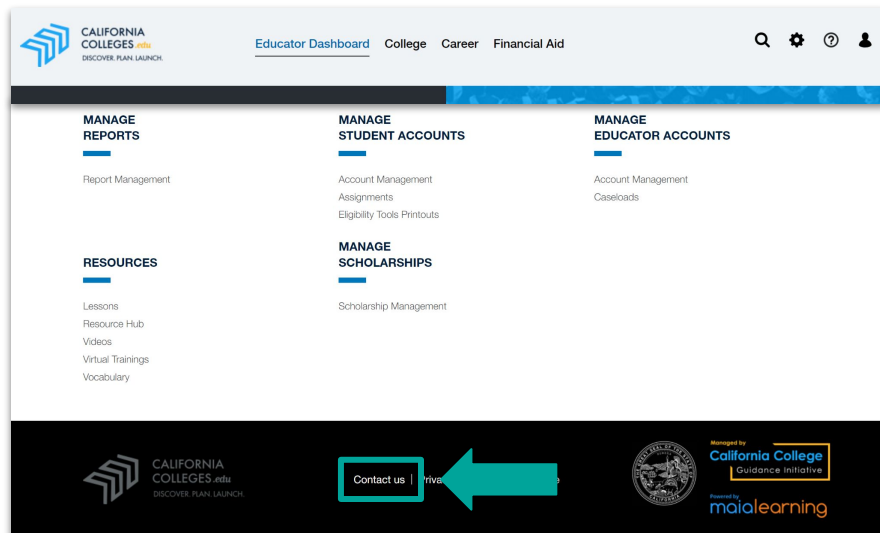 CALIFORNIA
COLLEGES.edu
DISCOVER. PLAN. LAUNCH.
Educator Dashboard College Career Financial Aid
MANAGE
REPORTS
Report Management
MANAGE
STUDENT ACCOUNTS
Account Management
Assignments
Eligibility Tools Printouts
MANAGE
EDUCATOR ACCOUNTS
Account Management
Caseloads
RESOURCES
Lessons
Resource Hub
Videos
Virtual Trainings
Vocabulary
MANAGE
SCHOLARSHIPS
Scholarship Management
CALIFORNIA
COLLEGES.edu
DISCOVER. PLAN. LAUNCH.
Contact us |
Managed by
California College
Guidance Initiative
Powered by
maialearning